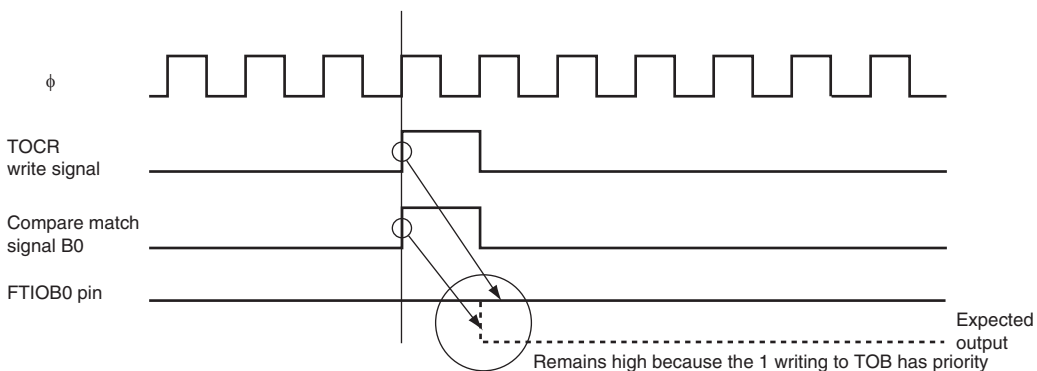 ϕ
TOCR
write signal
Compare match
signal B0
FTIOB0 pin
Expected
output
Remains high because the 1 writing to TOB has priority